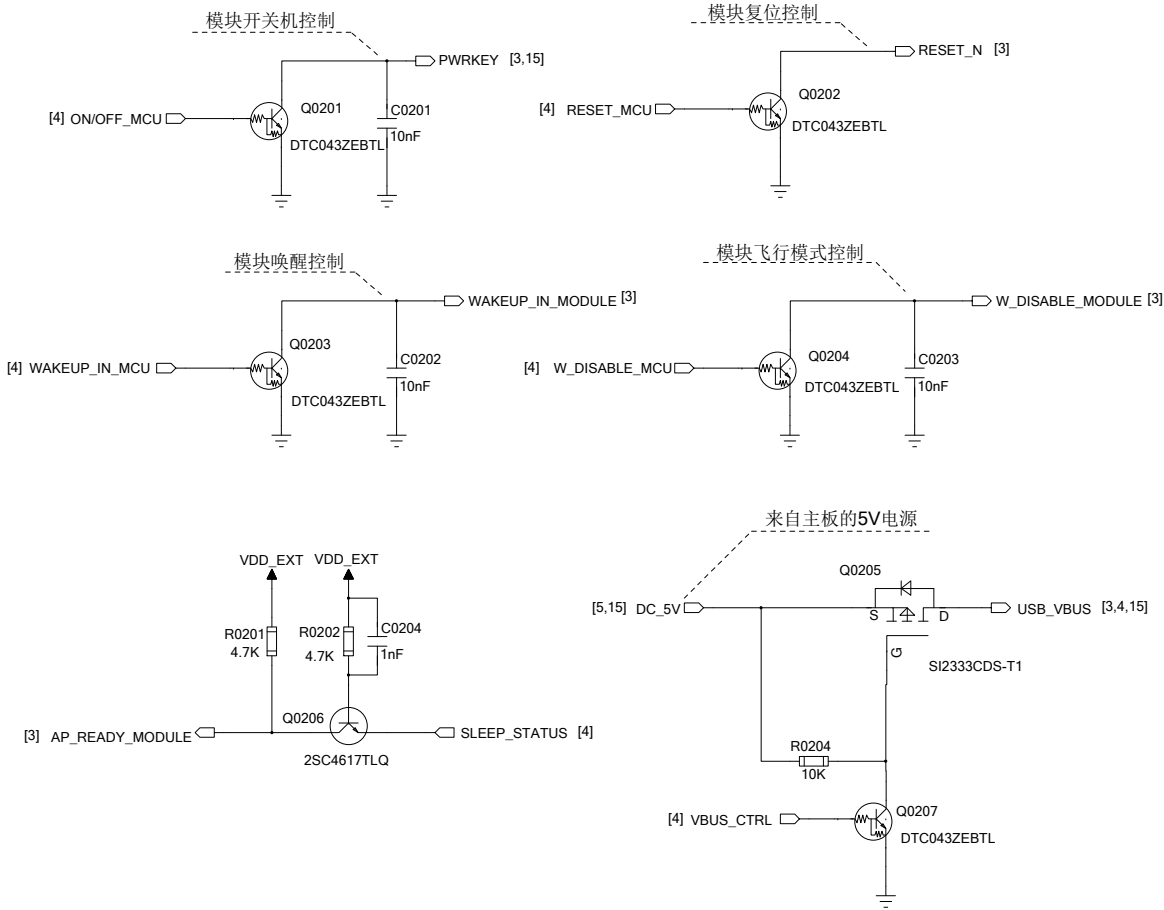 模块开关机控制
PWRKEY [3,15]
[4] ON/OFF_MCU
Q0201
DTC043ZEBTL
C0201
10nF
模块复位控制
RESET_N [3]
[4] RESET_MCU
Q0202
DTC043ZEBTL
模块唤醒控制
WAKEUP_IN_MODULE [3]
[4] WAKEUP_IN_MCU
Q0203
DTC043ZEBTL
C0202
10nF
模块飞行模式控制
W_DISABLE_MODULE [3]
[4] W_DISABLE_MCU
Q0204
DTC043ZEBTL
C0203
10nF
VDD_EXT VDD_EXT
R0201
4.7K
R0202
4.7K
C0204
1nF
Q0206
[3] AP_READY_MODULE
SLEEP_STATUS [4]
2SC4617TLQ
来自主板的5V电源
Q0205
[5,15] DC_5V
S
D
G
USB_VBUS [3,4,15]
SI2333CDS-T1
R0204
10K
[4] VBUS_CTRL
Q0207
DTC043ZEBTL